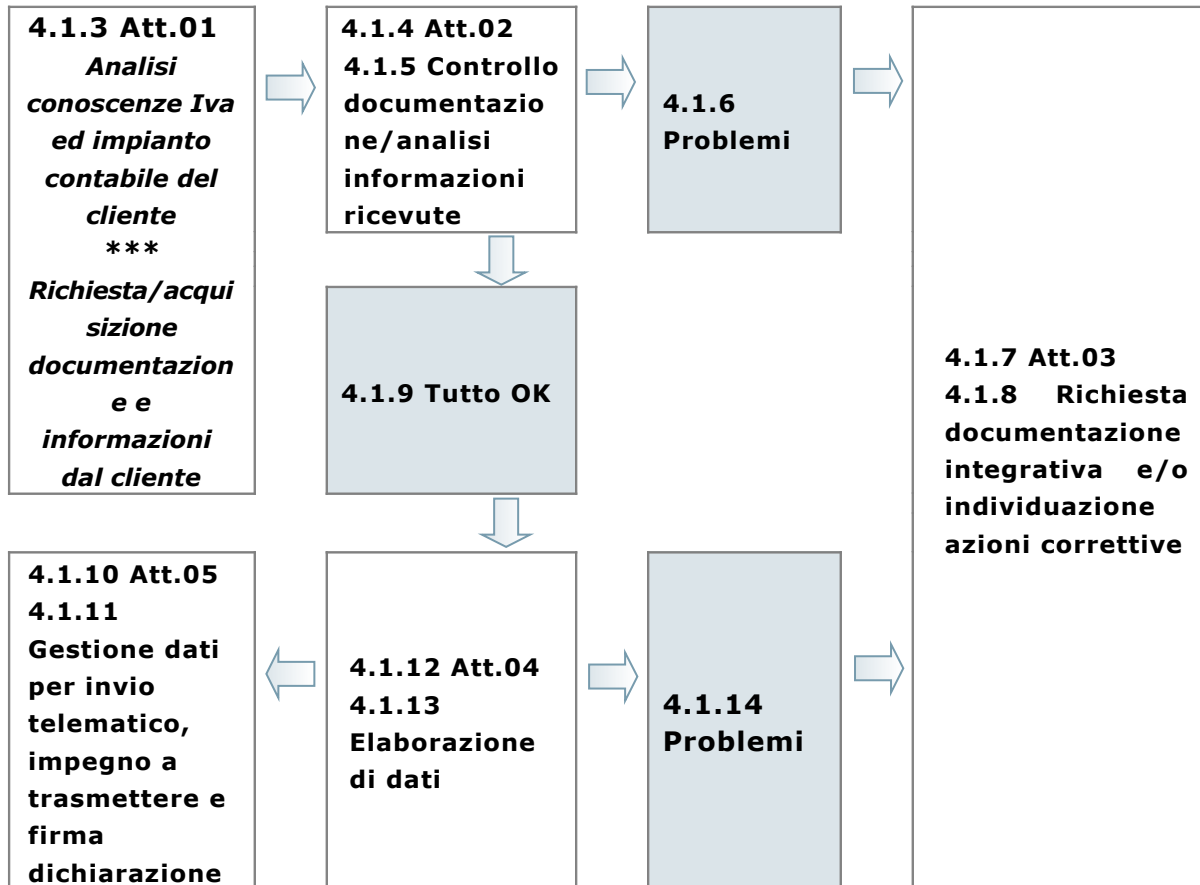 4.1.3 Att.01
Analisi
conoscenze Iva
ed impianto
contabile del
cliente
***
Richiesta/acqui
sizione
documentazion
e e
informazioni
dal cliente
4.1.4 Att.02
4.1.5 Controllo
documentazio
ne/analisi
informazioni
ricevute
4.1.6
Problemi
4.1.9 Tutto OK
4.1.7 Att.03
4.1.8 Richiesta
documentazione
integrativa e/o
individuazione
azioni correttive
4.1.10 Att.05
4.1.11
Gestione dati
per invio
telematico,
impegno a
trasmettere e
firma
dichiarazione
4.1.12 Att.04
4.1.13
Elaborazione
di dati
4.1.14
Problemi